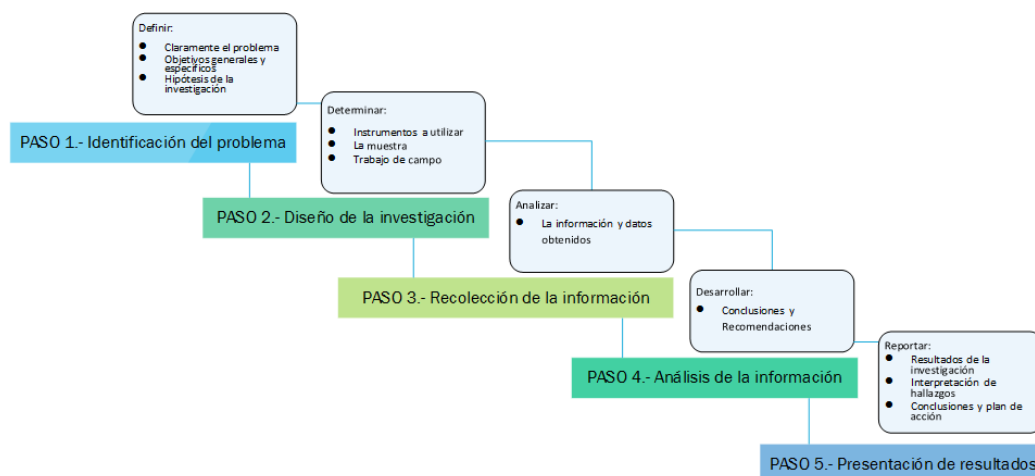 Definir:
● Claramente el problema
● Objetivos generales y
específicos
● Hipótesis de la
investigación
PASO 1.- Identificación del problema
Determinar:
● Instrumentos a utilizar
● La muestra
● Trabajo de campo
PASO 2.- Diseño de la investigación
Analizar:
● La información y datos
obtenidos
PASO 3.- Recolección de la información
Desarrollar:
● Conclusiones y
Recomendaciones
PASO 4.- Análisis de la información
Reportar:
● Resultados de la
investigación
● Interpretación de
hallazgos
● Conclusiones y plan de
acción
PASO 5.- Presentación de resultados